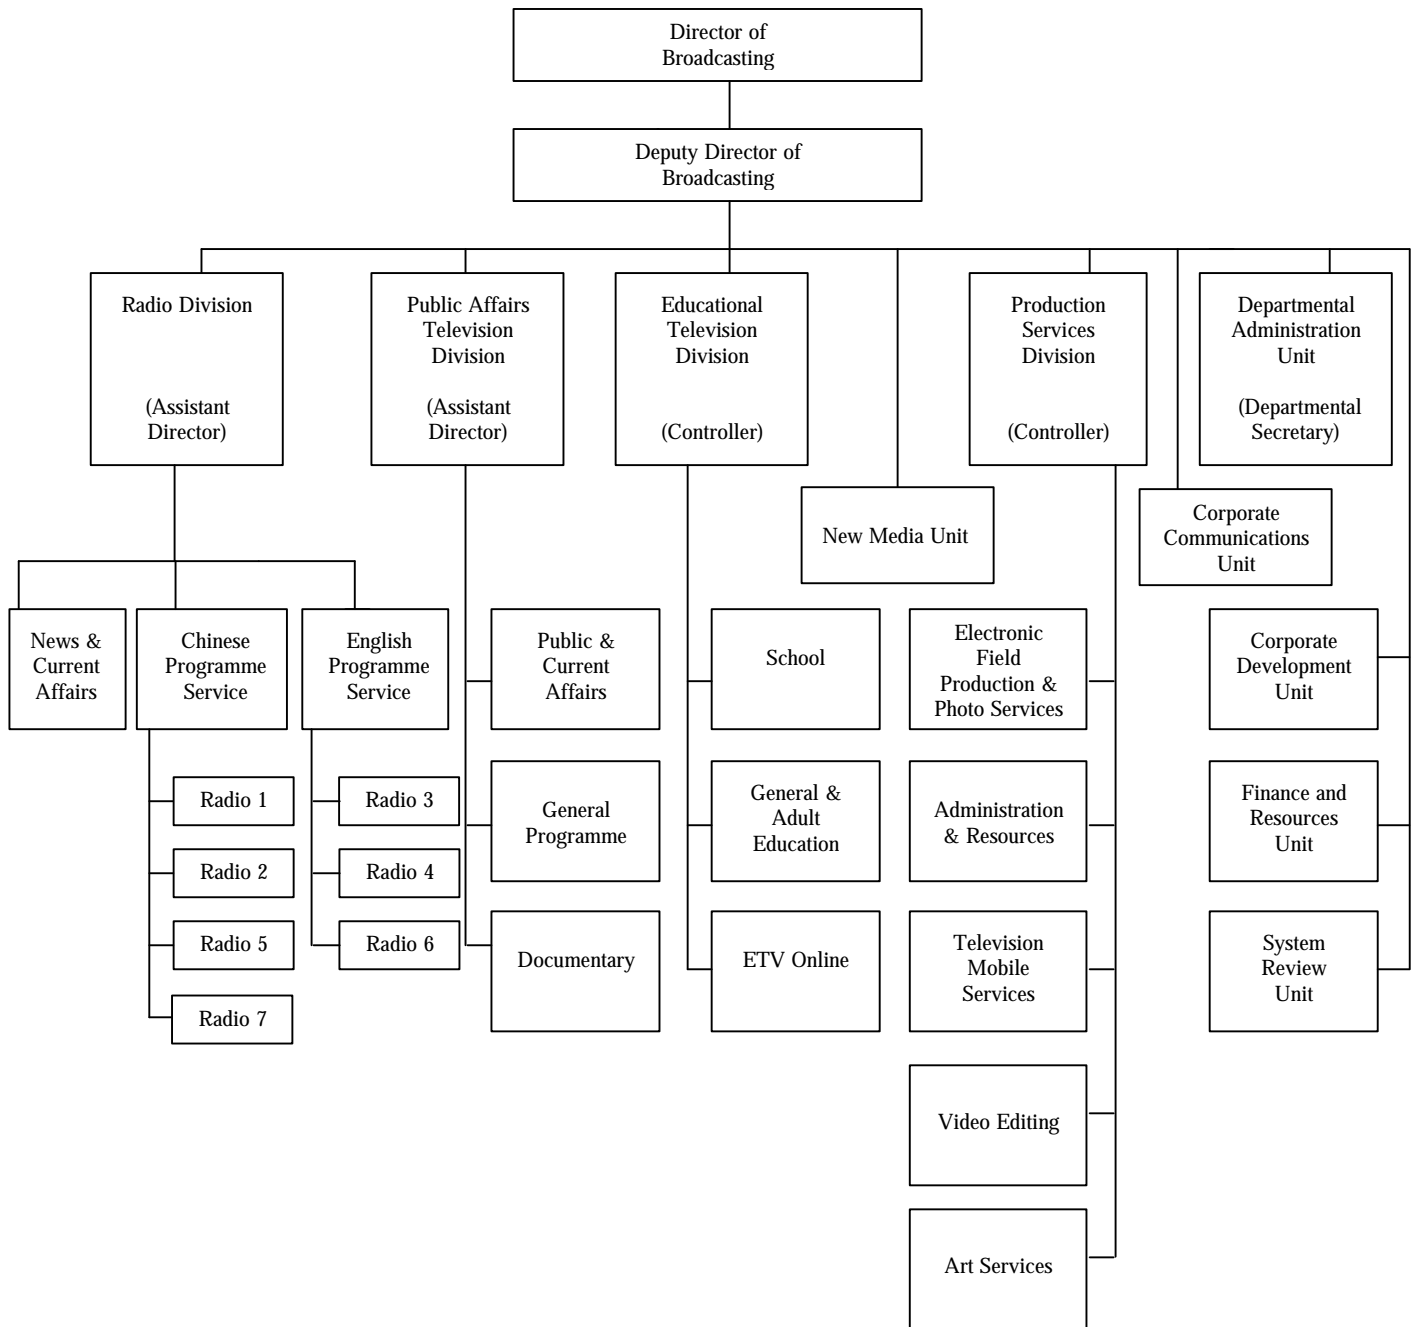 Director of
Broadcasting
Deputy Director of
Broadcasting
Radio Division
(Assistant
Director)
Public Affairs
Television
Division
(Assistant
Director)
Educational
Television
Division
(Controller)
Production
Services
Division
(Controller)
Departmental
Administration
Unit
(Departmental
Secretary)
New Media Unit
Corporate
Communications
Unit
News &
Current
Affairs
Chinese
Programme
Service
English
Programme
Service
Public &
Current
Affairs
School
Electronic
Field
Production &
Photo Services
Corporate
Development
Unit
Radio 1
Radio 3
General
Programme
General &
Adult
Education
Administration
& Resources
Finance and
Resources
Unit
Radio 2
Radio 4
Radio 5
Radio 6
Documentary
ETV Online
Television
Mobile
Services
System
Review
Unit
Radio 7
Video Editing
Art Services